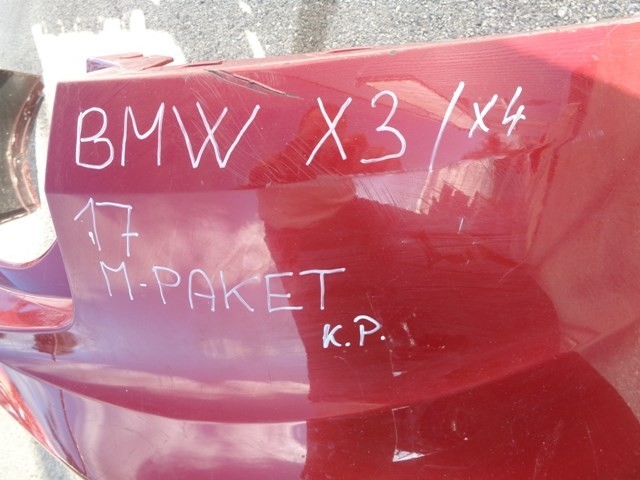 BMW X3/X4
17
M-PAKET
K.P.